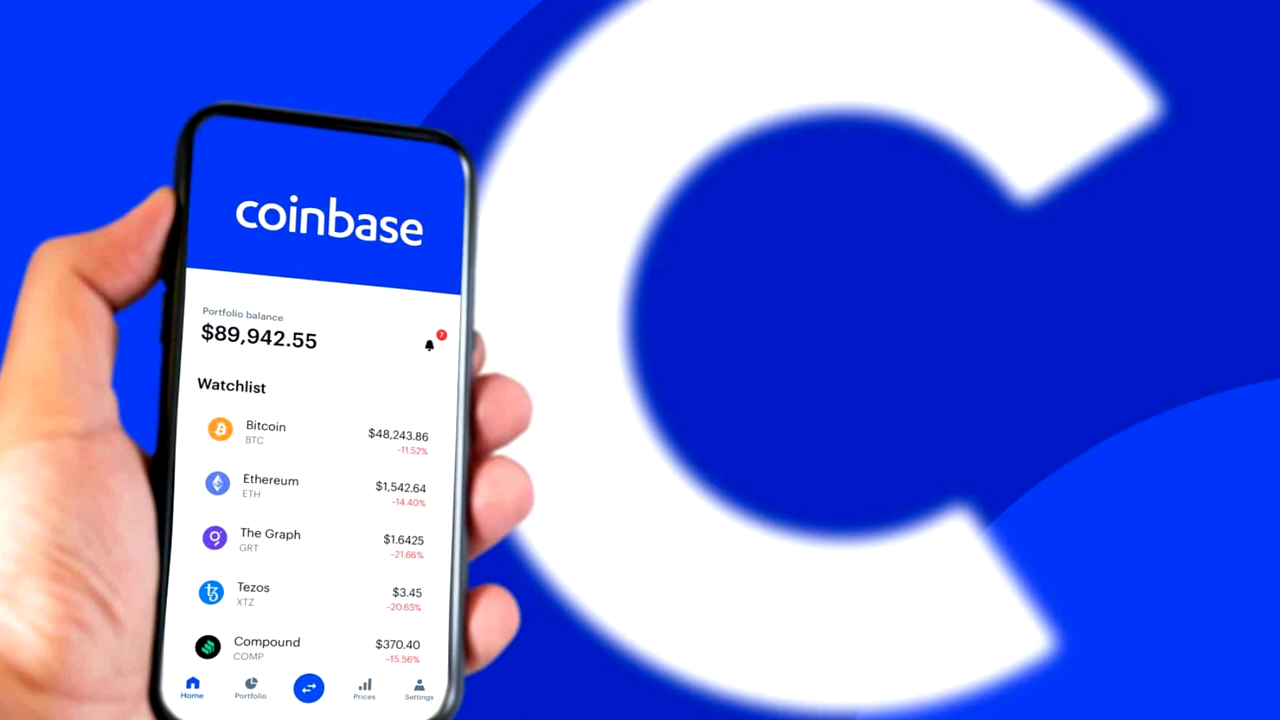 coinbase
Portfolio balance
$89,942.55
7
Watchlist
Bitcoin $48,243.86
BTC -11.52%
Ethereum $1,542.64
ETH -14.40%
The Graph $1.6425
GRT -21.66%
Tezos $3.45
XTZ -20.65%
Compound $370.40
COMP -15.56%
Home Portfolio Prices Settings